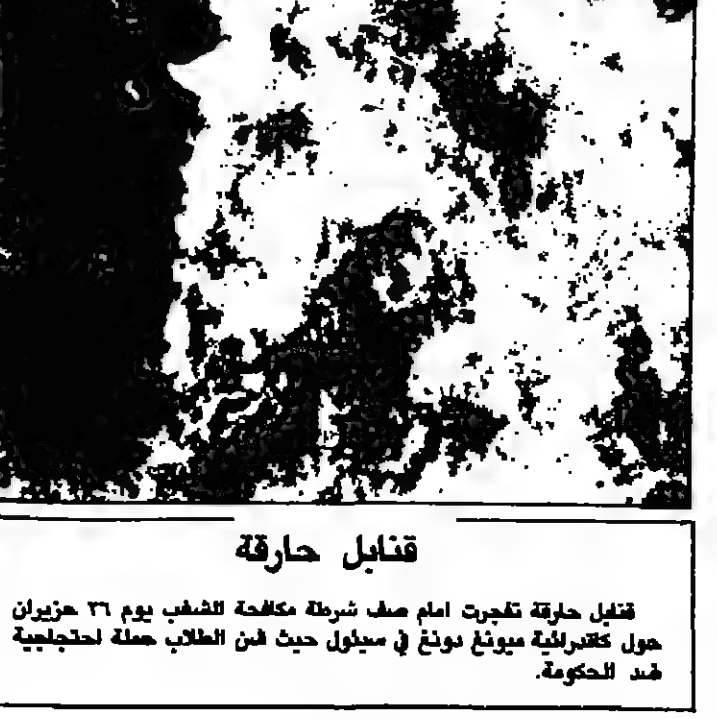 قنابل حارقة
قنابل حارقة تفجرت امام صف شرطة مكافحة الشغب يوم ٢٦ حزيران
حول كاتدرائية ميونغ دونغ في سيئول حيث شن الطلاب حملة احتجاجية
ضد الحكومة.